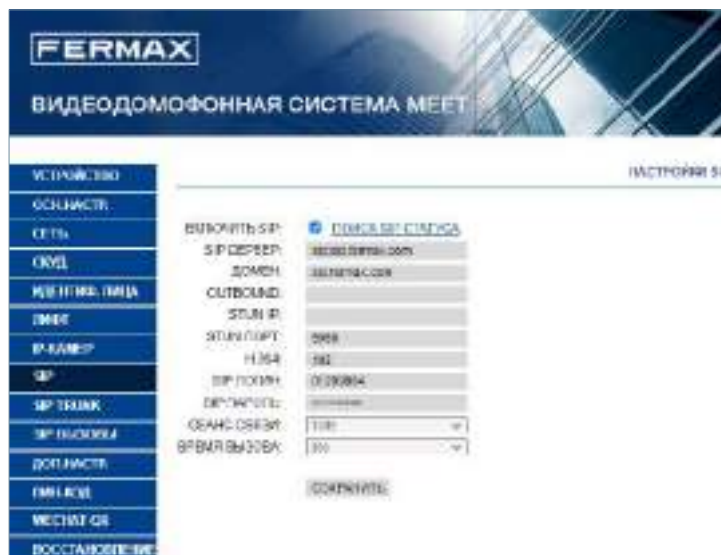 FERMAX
ВИДЕОДОМОФОННАЯ СИСТЕМА MEET
НАСТРОЙКИ
УСТРОЙСТВО
ОСН.НАСТР.
СЕТЬ
СКУД
ИДЕНТИФ. ЛИЦА
ЛИФТ
IP-КАМЕР
SIP
SIP TRUNK
SIP ВЫЗОВЫ
ДОП.НАСТР.
ПИН-КОД
WECHAT QR
ВОССТАНОВЛЕНИЕ
ВКЛЮЧИТЬ SIP:
ПОИСК SIP СТАТУСА
SIP СЕРВЕР:
ДОМЕН:
OUTBOUND:
STUN IP:
STUN ПОРТ:
H.264:
102
SIP ЛОГИН:
SIP ПАРОЛЬ:
СЕАНС СВЯЗИ:
ВРЕМЯ ВЫЗОВА:
СОХРАНИТЬ